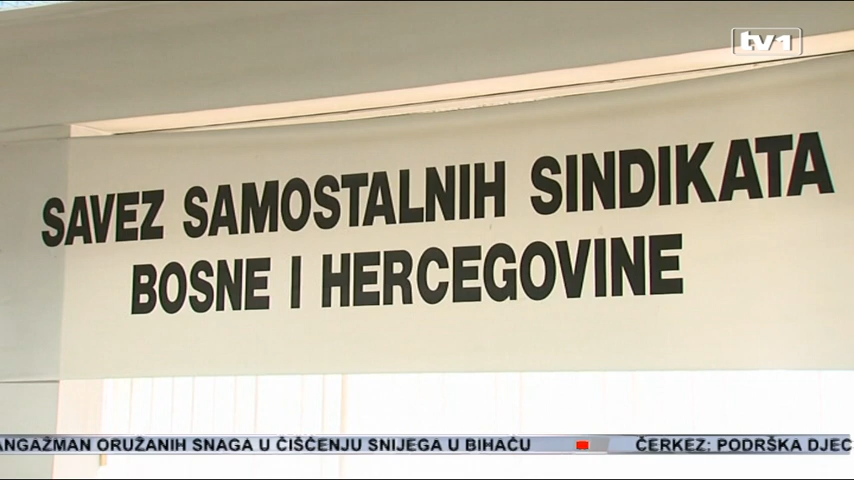 tv1
SAVEZ SAMOSTALNIH SINDIKATA
BOSNE I HERCEGOVINE
ANGAŽMAN ORUŽANIH SNAGA U ČIŠĆENJU SNIJEGA U BIHAĆU ČERKEZ: PODRŠKA DJEC